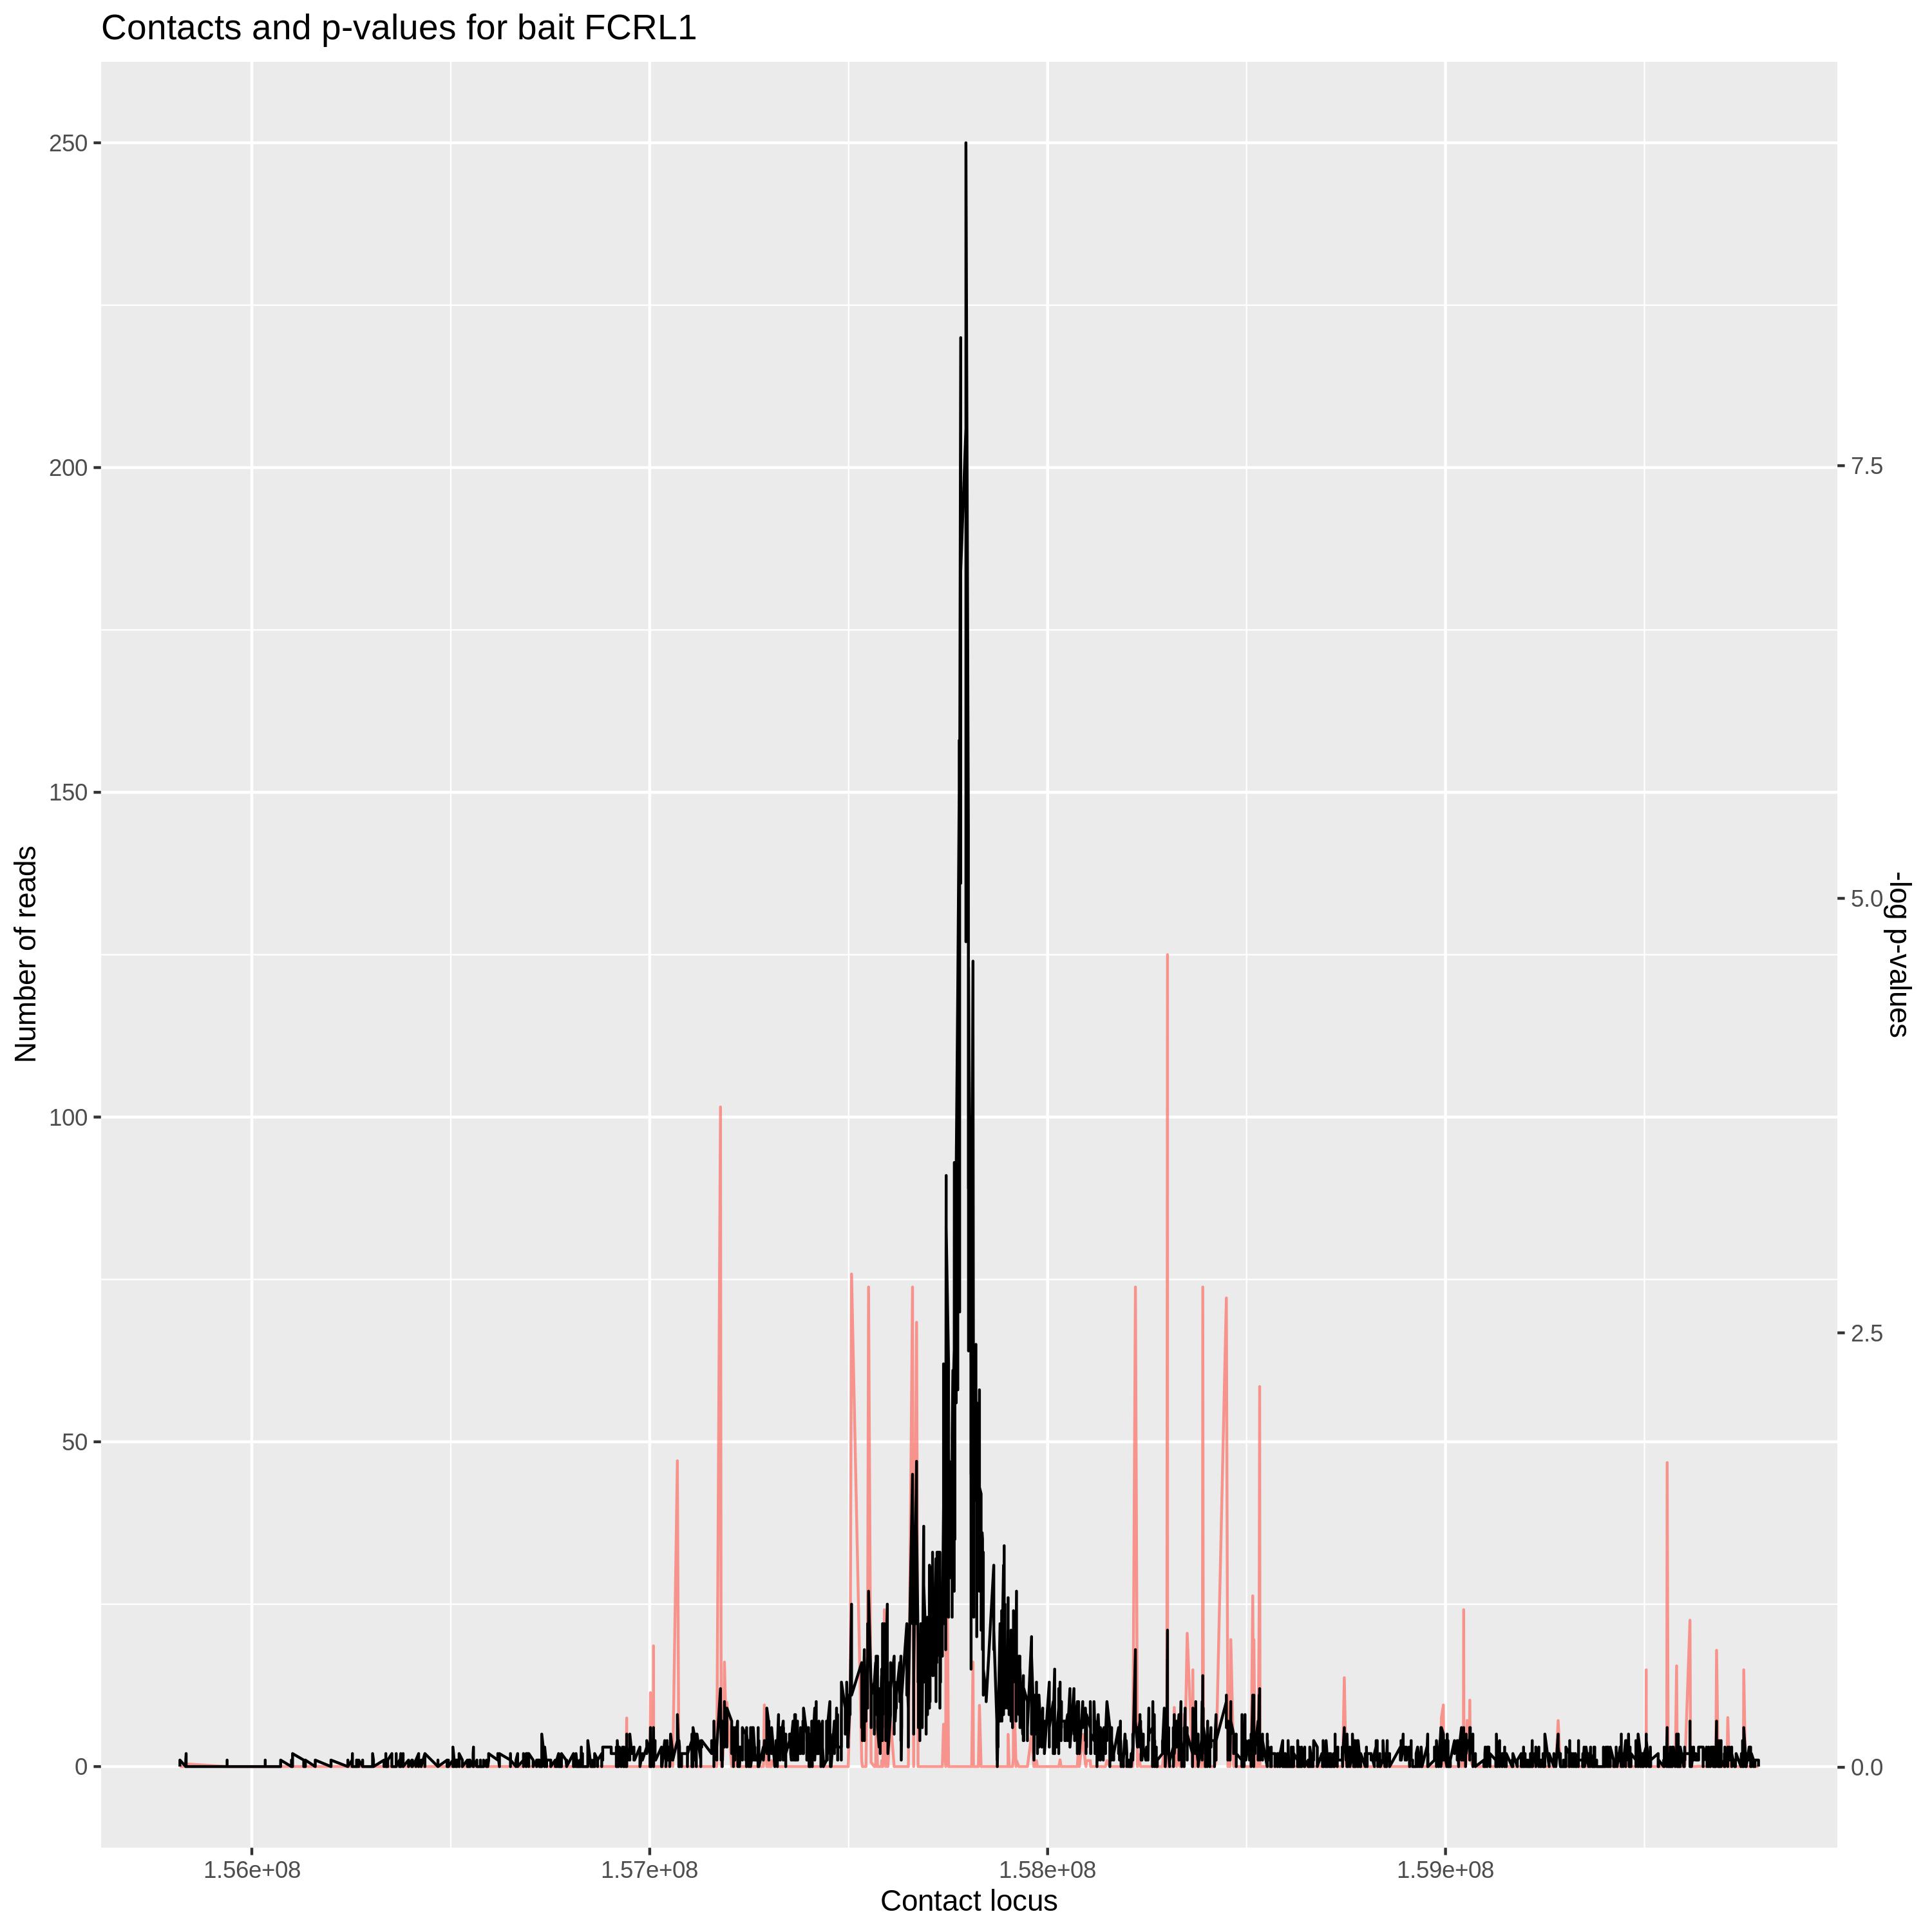 Contacts and p-values for bait FCRL1
250
200
150
100
50
0
Number of reads
7.5
5.0
2.5
0.0
-log p-values
1.56e+08
1.57e+08
1.58e+08
1.59e+08
Contact locus